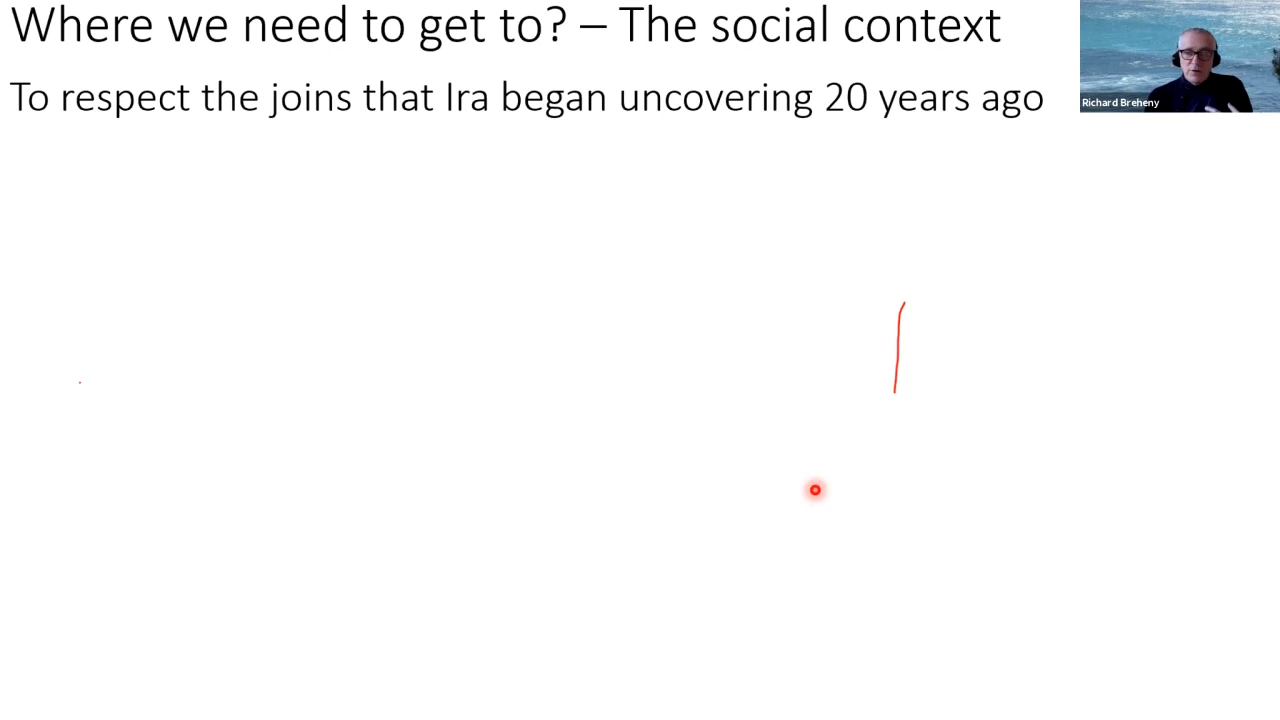 Where we need to get to? – The social context
To respect the joins that Ira began uncovering 20 years ago
Richard Breheny